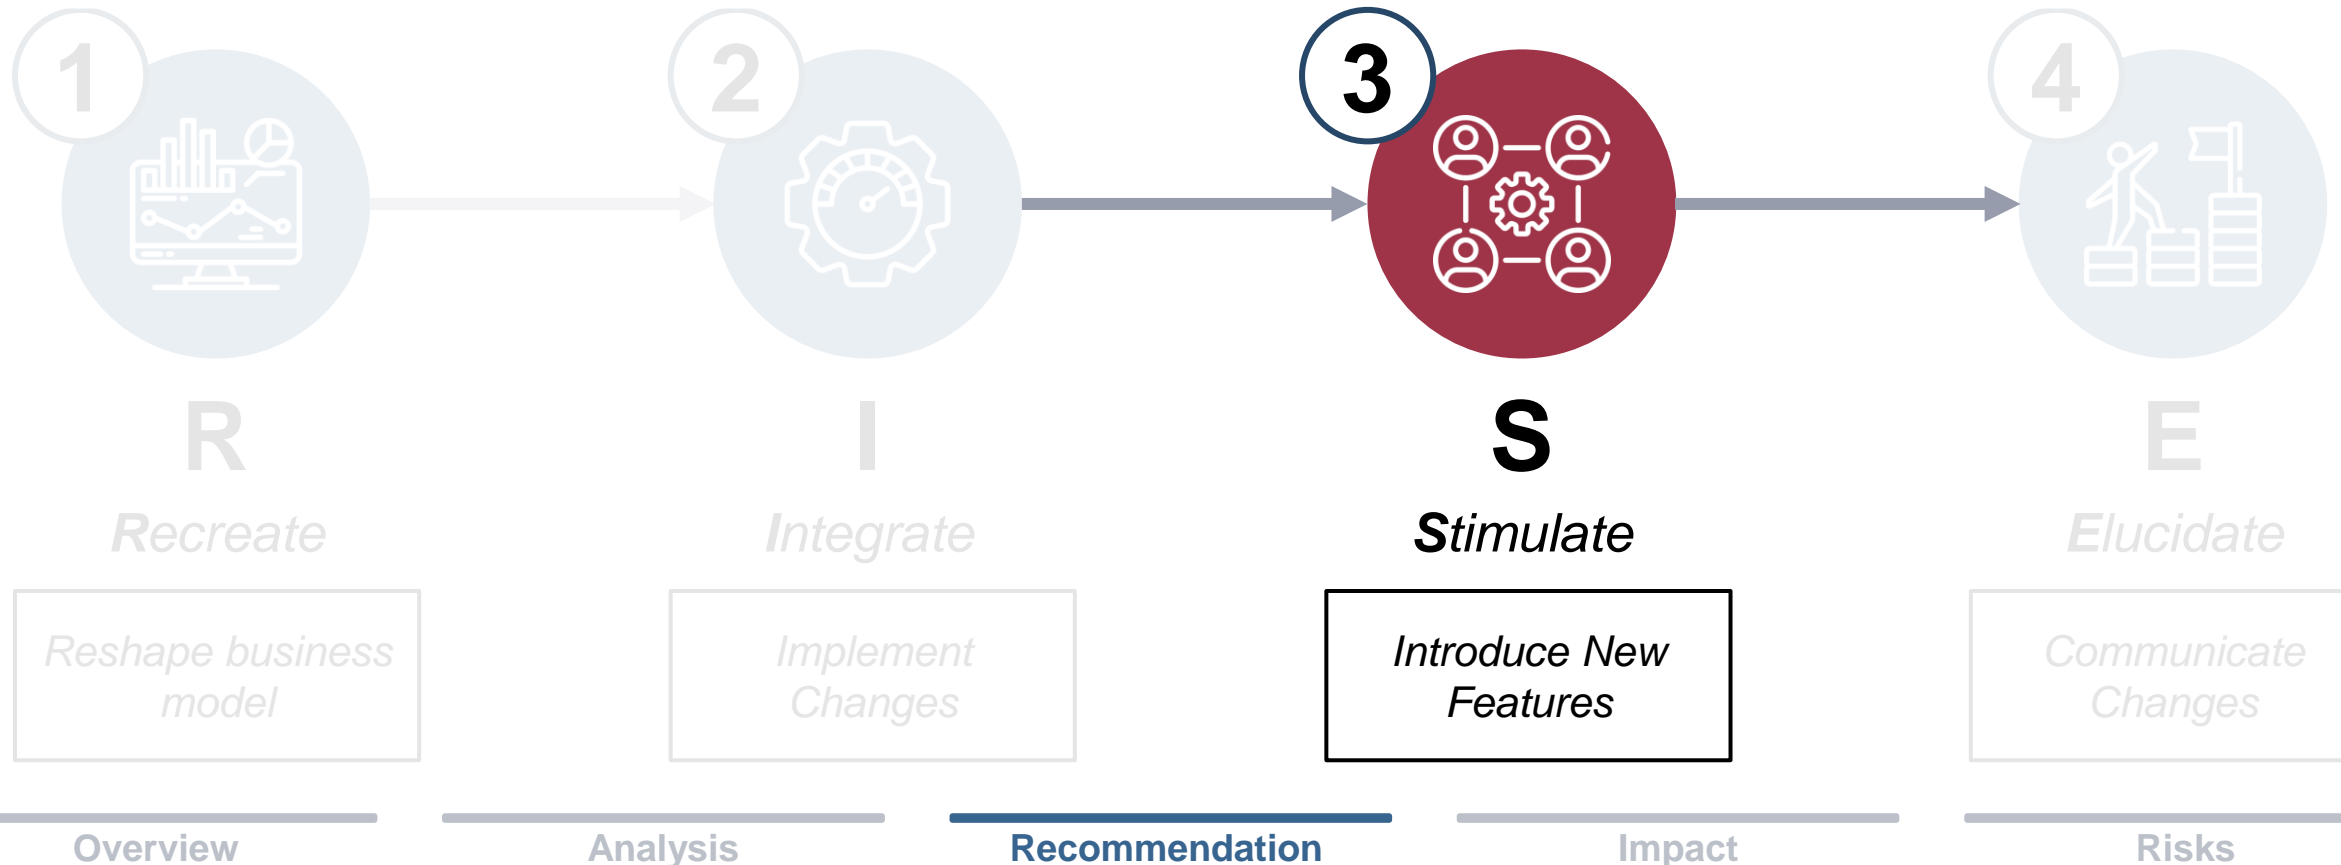 1
2
3
4
R
I
S
E
Recreate
Integrate
Stimulate
Elucidate
Reshape business
model
Implement
Changes
Introduce New
Features
Communicate
Changes
Overview
Analysis
Recommendation
Impact
Risks